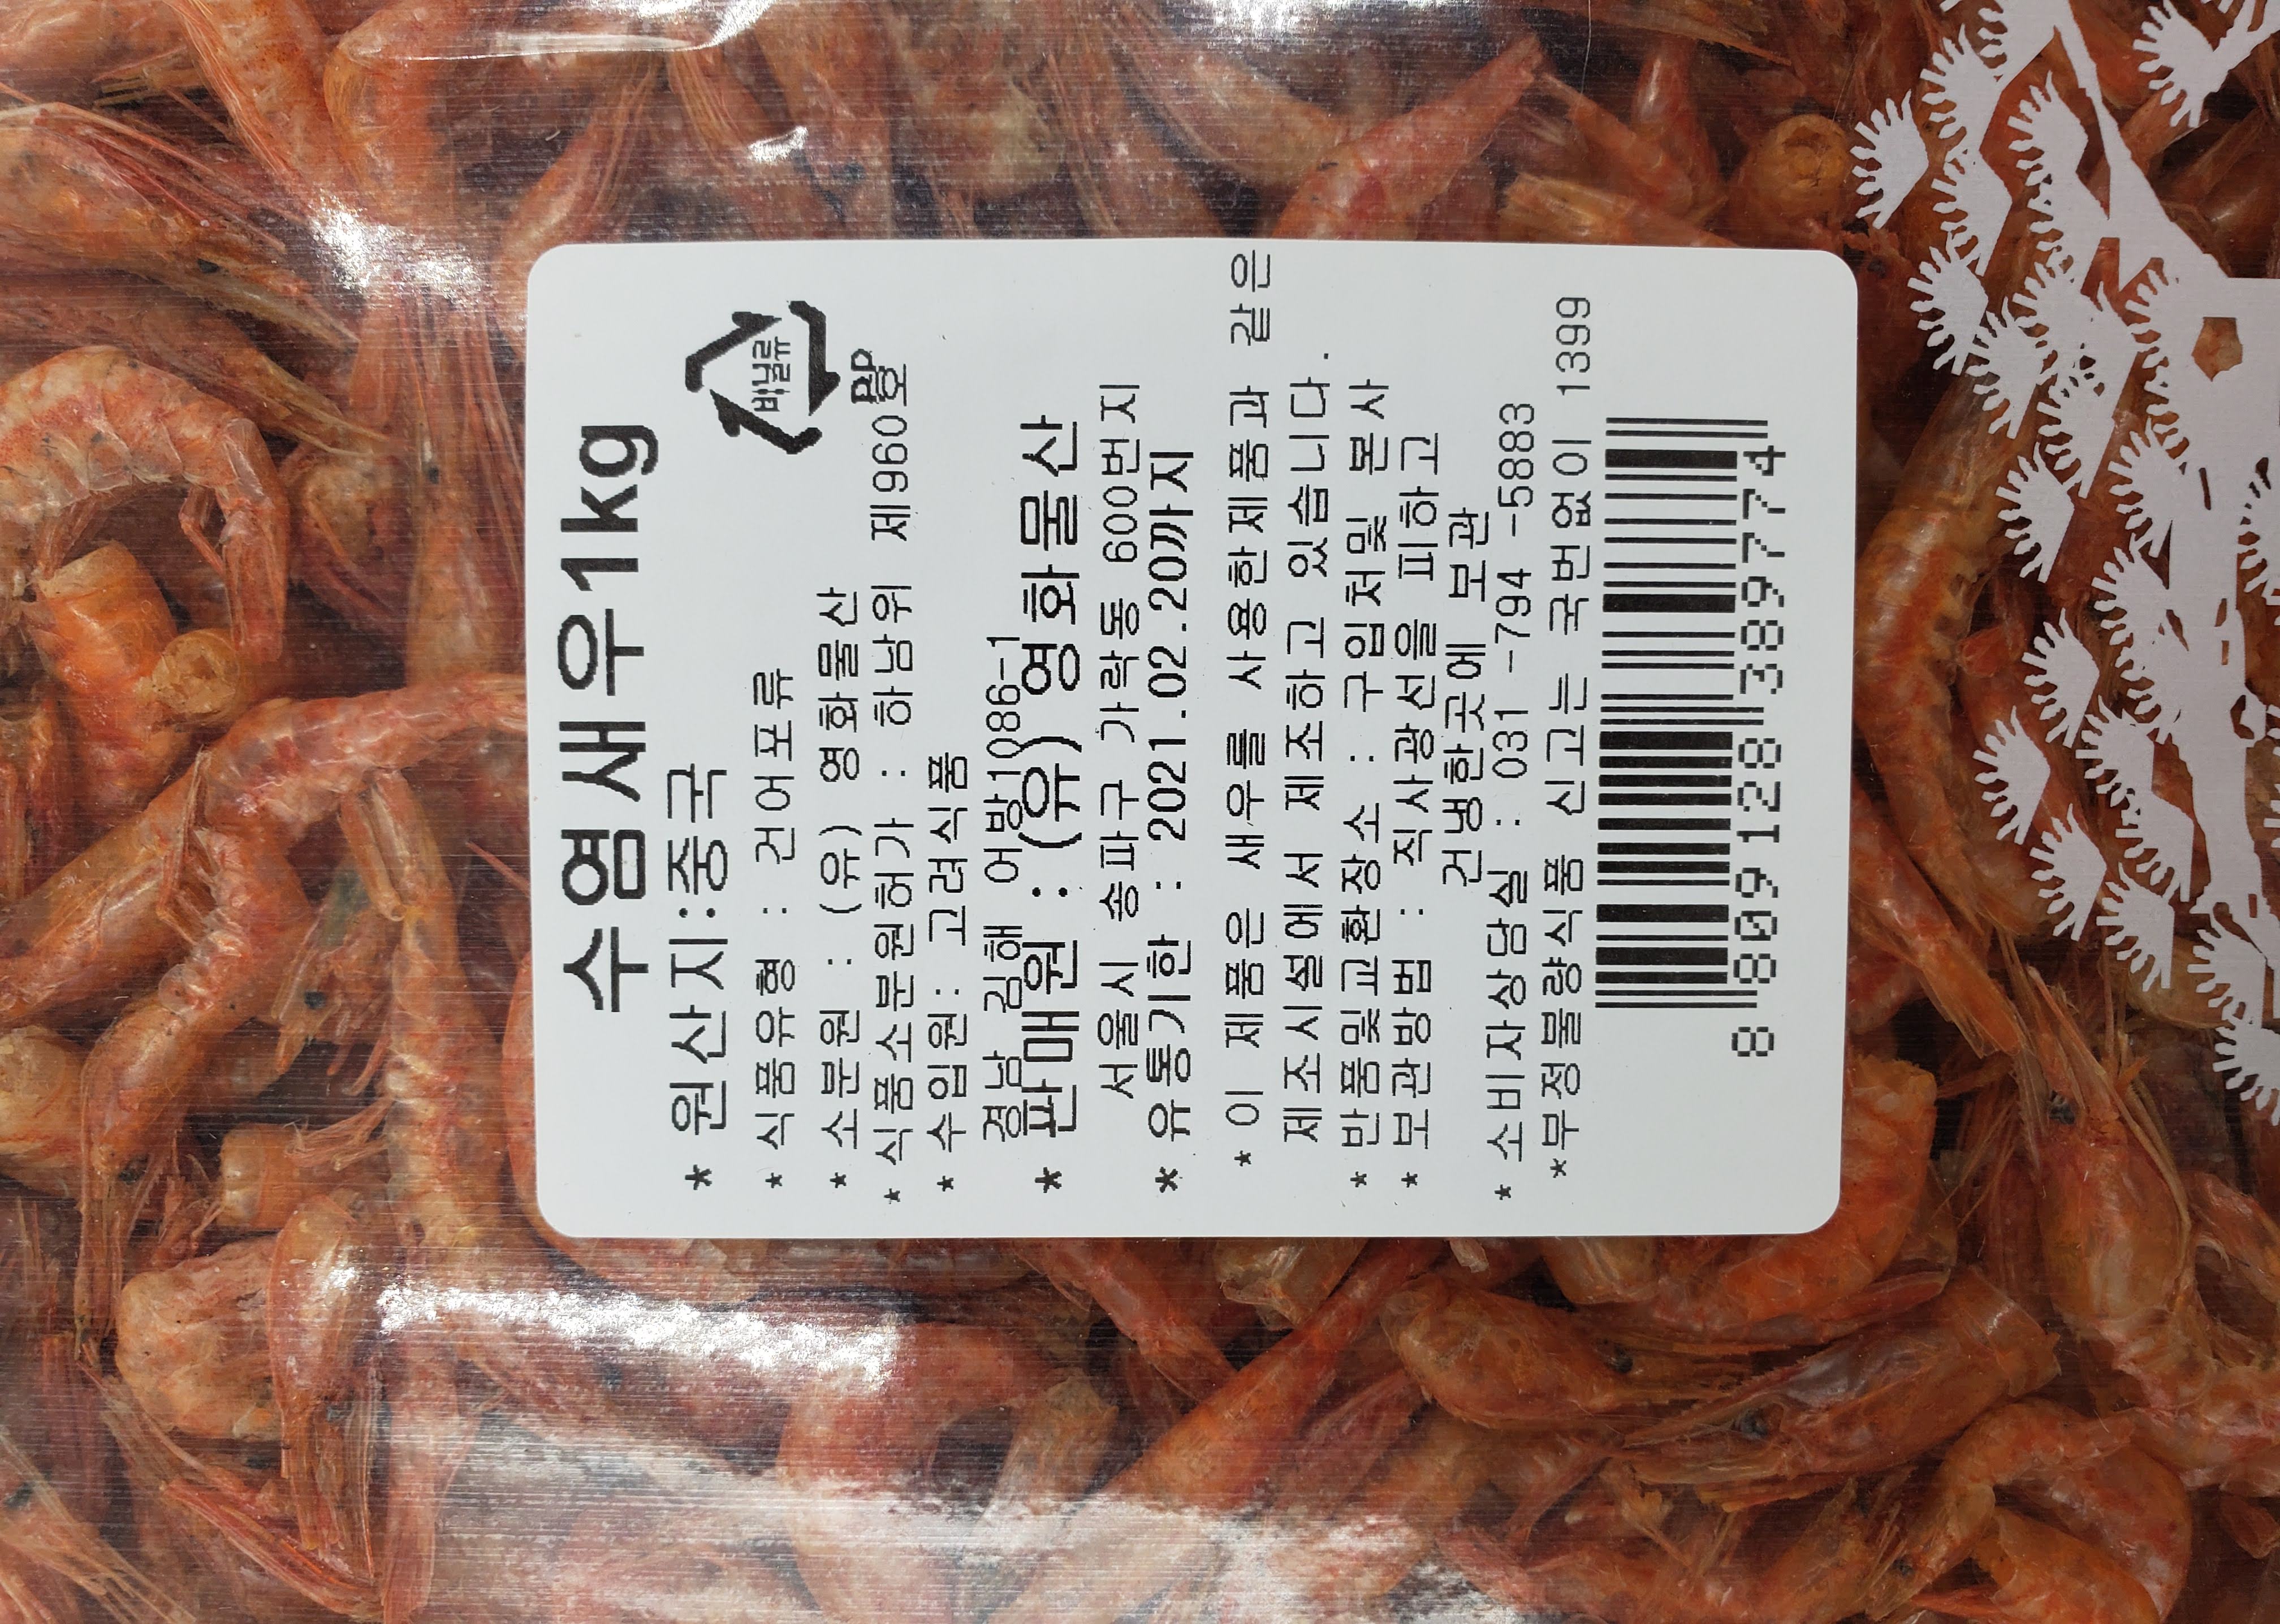 수염새우1kg
* 원산지:중국
비닐류
PP
* 식품유형 : 건어포류
* 소분원 : (유) 영화물산
* 식품소분원허가 : 하남위 제960호
* 수입원: 고려식품
경남 김해 어방1086-1
* 판매원 : (유) 영화물산
서울시 송파구 가락동 600번지
* 유통기한 : 2021.02.20까지
* 이 제품은 새우를 사용한제품과 같은
제조시설에서 제조하고 있습니다.
* 반품및교환장소 : 구입처및 본사
* 보관방법 : 직사광선을 피하고
건냉한곳에 보관
* 소비자상담실 : 031 -794 -5883
*부정불량식품 신고는 국번없이 1399
8 809128 389774